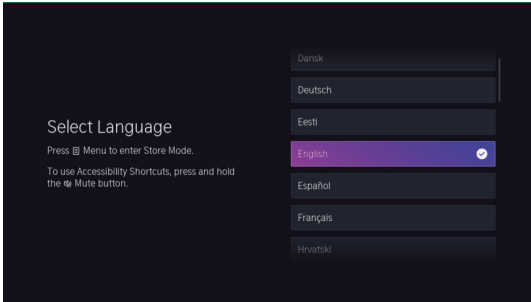 Select Language
Press Menu to enter Store Mode.
To use Accessibility Shortcuts, press and hold
the Mute button.
Dansk
Deutsch
Eesti
English
Español
Français
Hrvatski